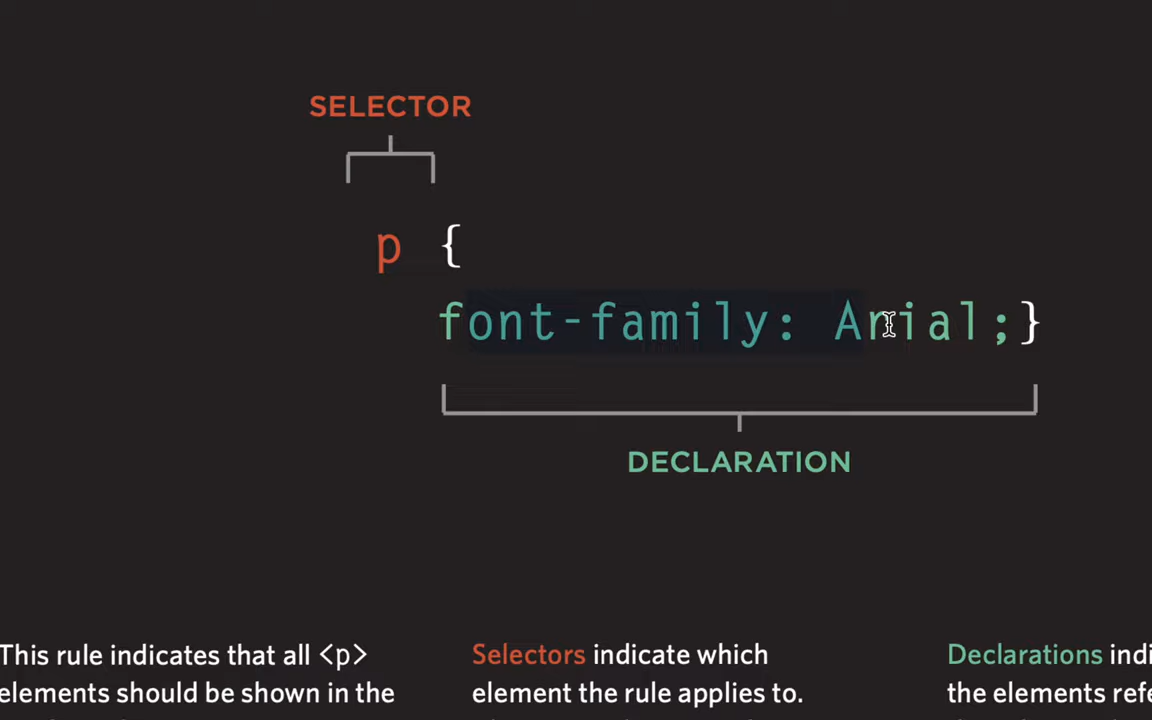 SELECTOR
p {
font-family: Arial;}
DECLARATION
This rule indicates that all <p>
elements should be shown in the
Selectors indicate which
element the rule applies to.
Declarations indi
the elements refe